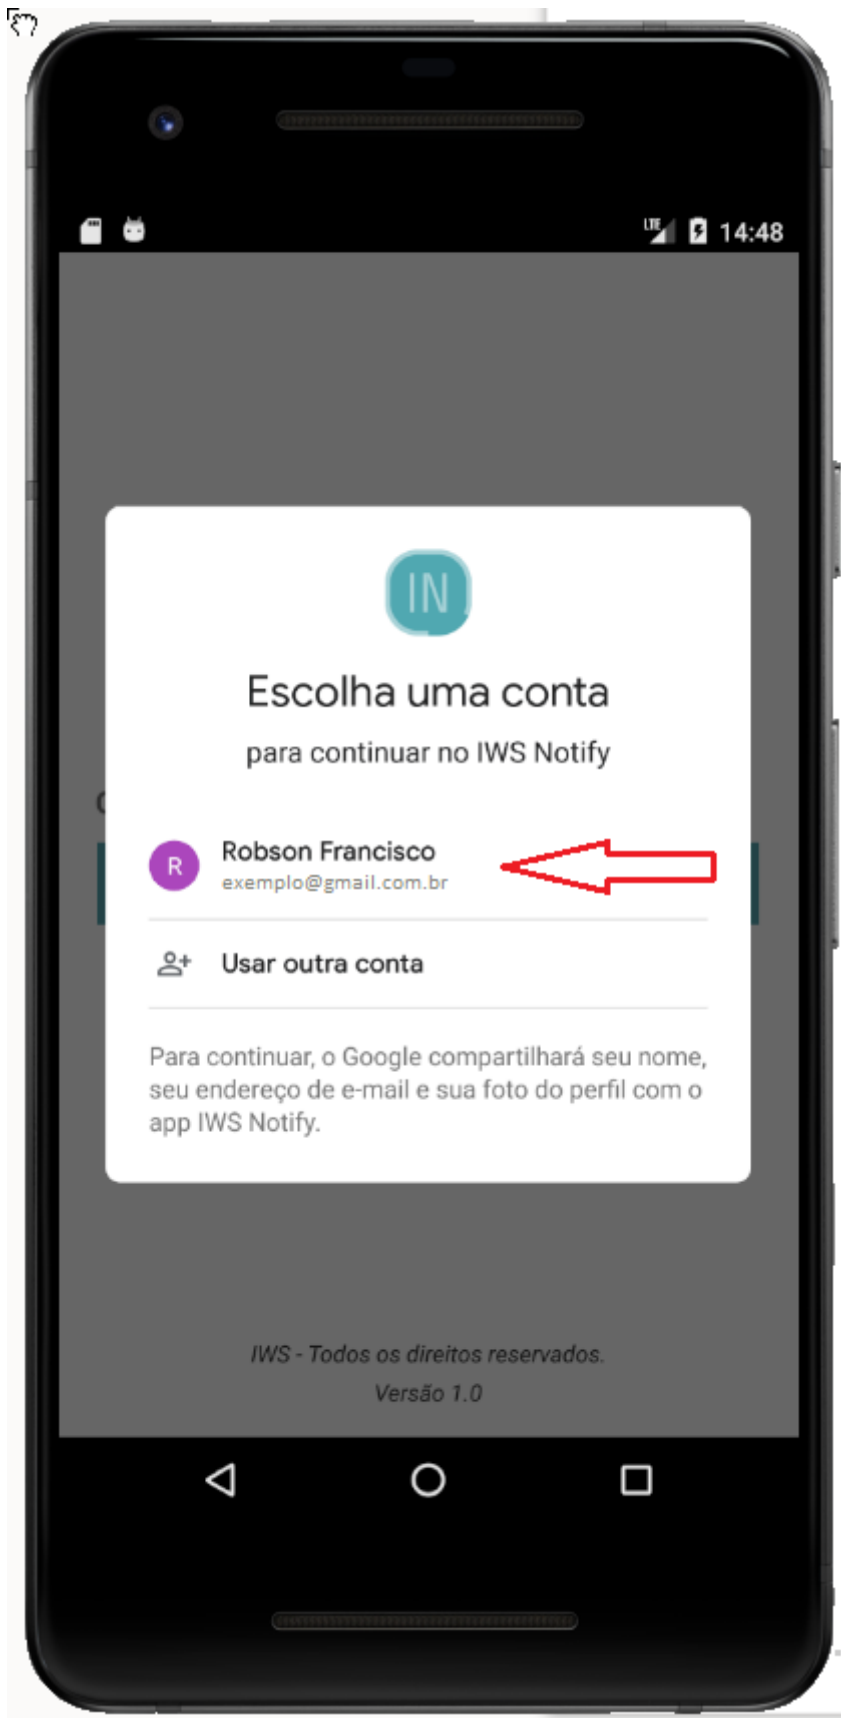 LTE 14:48
IN
Escolha uma conta
para continuar no IWS Notify
R
Robson Francisco
exemplo@gmail.com.br
Usar outra conta
Para continuar, o Google compartilhará seu nome,
seu endereço de e-mail e sua foto do perfil com o
app IWS Notify.
IWS - Todos os direitos reservados.
Versão 1.0